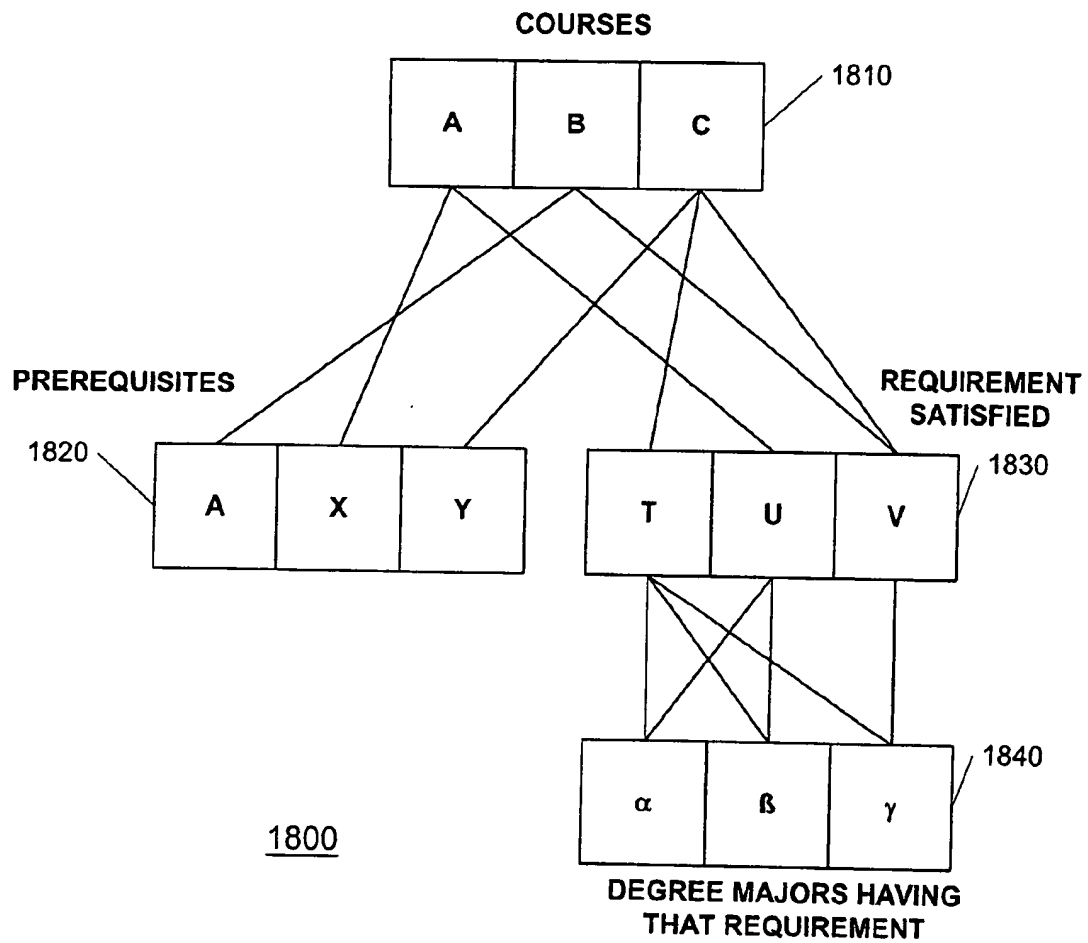 COURSES
1810
A B C
PREREQUISITES
REQUIREMENT
SATISFIED
1820
1830
A X Y
T U V
1840
α ß γ
1800
DEGREE MAJORS HAVING
THAT REQUIREMENT